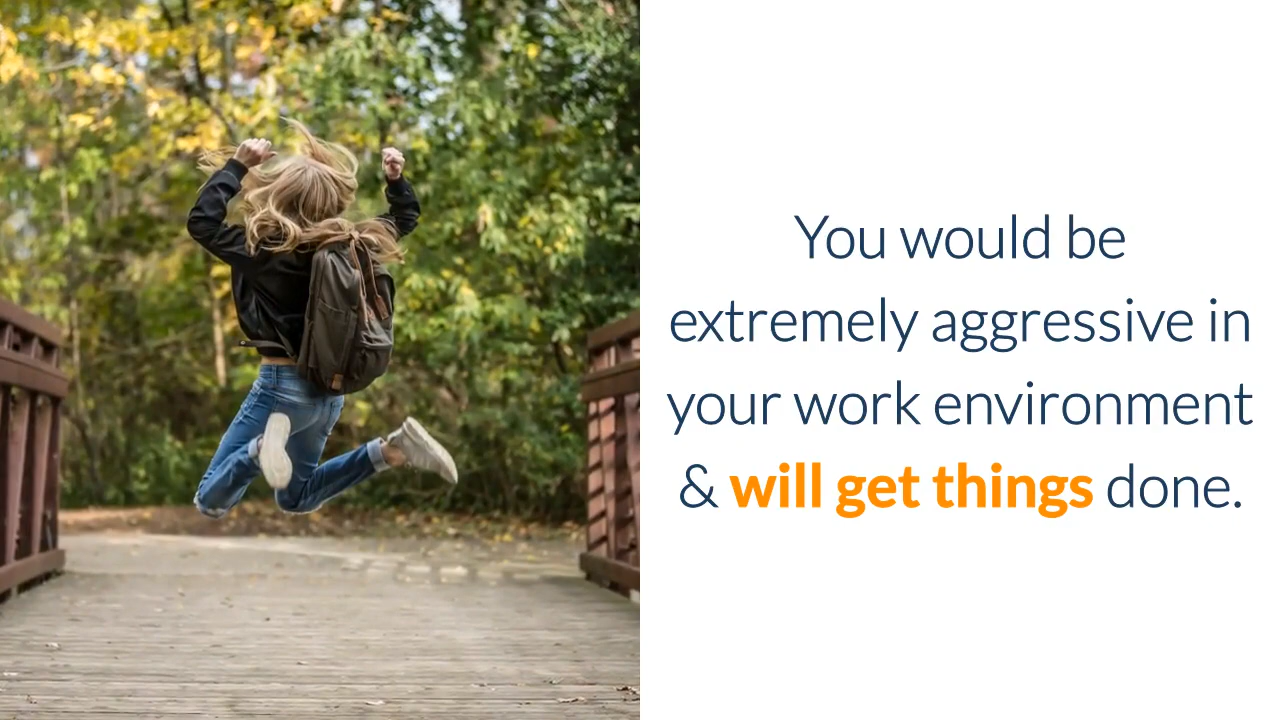 You would be
extremely aggressive in
your work environment
& will get things done.